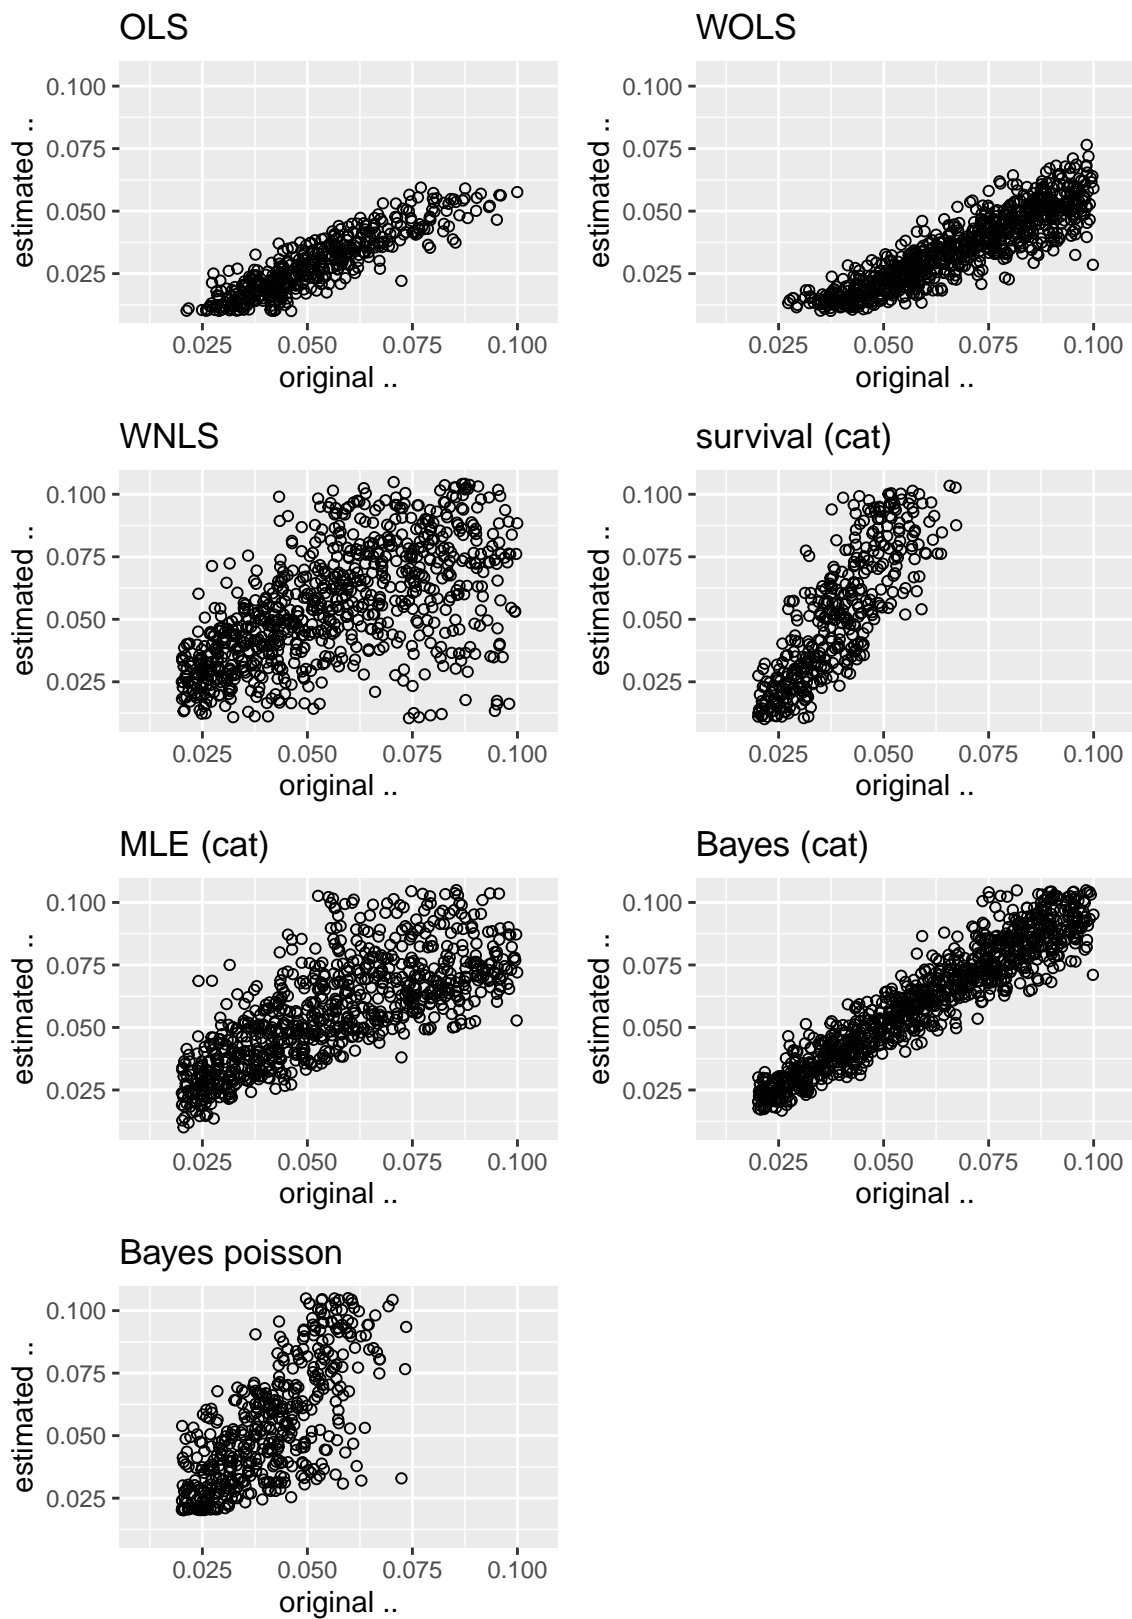 OLS
0.100
0.075
0.050
0.025
estimated ..
0.025 0.050 0.075 0.100
original ..
WOLS
0.100
0.075
0.050
0.025
estimated ..
0.025 0.050 0.075 0.100
original ..
WNLS
0.100
0.075
0.050
0.025
estimated ..
0.025 0.050 0.075 0.100
original ..
survival (cat)
0.100
0.075
0.050
0.025
estimated ..
0.025 0.050 0.075 0.100
original ..
MLE (cat)
0.100
0.075
0.050
0.025
estimated ..
0.025 0.050 0.075 0.100
original ..
Bayes (cat)
0.100
0.075
0.050
0.025
estimated ..
0.025 0.050 0.075 0.100
original ..
Bayes poisson
0.100
0.075
0.050
0.025
estimated ..
0.025 0.050 0.075 0.100
original ..